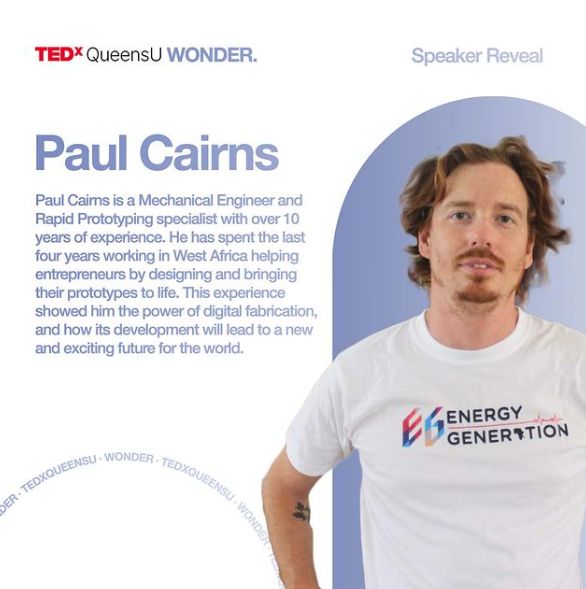 TEDx QueensU WONDER.
Speaker Reveal
Paul Cairns
Paul Cairns is a Mechanical Engineer and
Rapid Prototyping specialist with over 10
years of experience. He has spent the last
four years working in West Africa helping
entrepreneurs by designing and bringing
their prototypes to life. This experience
showed him the power of digital fabrication,
and how its development will lead to a new
and exciting future for the world.
EG ENERGY
GENERATION
DER · TEDXQUEENSU · WONDER · TEDXQUEENSU · WONDER · TEDX